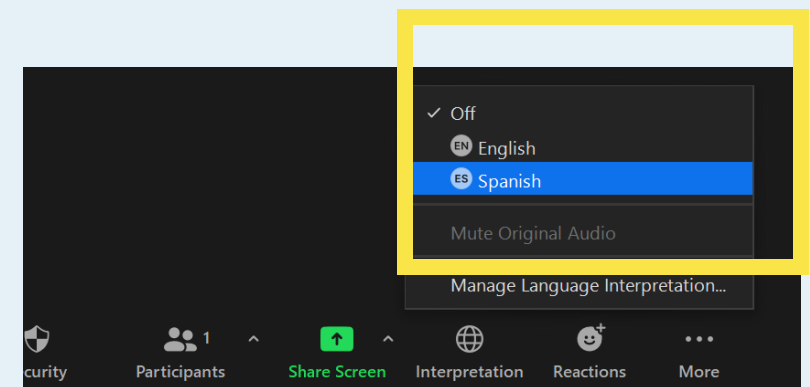 Off
EN English
ES Spanish
Mute Original Audio
Manage Language Interpretation...
curity Participants 1 Share Screen Interpretation Reactions More